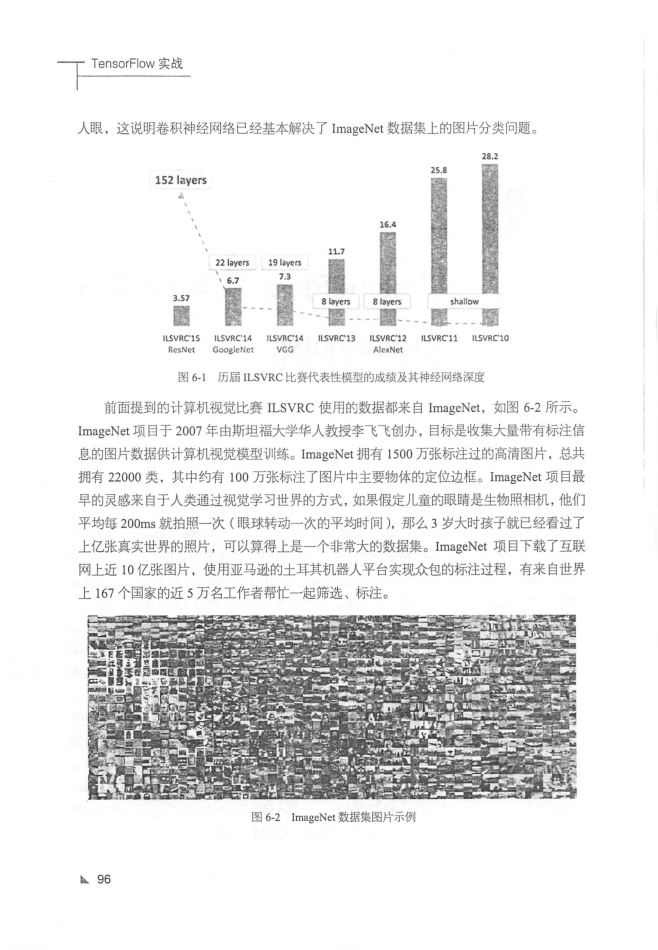 TensorFlow 实战
人眼，这说明卷积神经网络已经基本解决了 ImageNet 数据集上的图片分类问题。
28.2
25.8
152 layers
16.4
11.7
22 layers 19 layers
6.7 7.3
3.57
8 layers 8 layers shallow
ILSVRC'15 ILSVRC'14 ILSVRC'14 ILSVRC'13 ILSVRC'12 ILSVRC'11 ILSVRC'10
ResNet GoogleNet VGG AlexNet
图 6-1 历届 ILSVRC 比赛代表性模型的成绩及其神经网络深度
前面提到的计算机视觉比赛 ILSVRC 使用的数据都来自 ImageNet，如图 6-2 所示。
ImageNet 项目于 2007 年由斯坦福大学华人教授李飞飞创办，目标是收集大量带有标注信
息的图片数据供计算机视觉模型训练。ImageNet 拥有 1500 万张标注过的高清图片，总共
拥有 22000 类，其中约有 100 万张标注了图片中主要物体的定位边框。ImageNet 项目最
早的灵感来自于人类通过视觉学习世界的方式，如果假定儿童的眼睛是生物照相机，他们
平均每 200ms 就拍照一次（眼球转动一次的平均时间），那么 3 岁大时孩子就已经看过了
上亿张真实世界的照片，可以算得上是一个非常大的数据集。ImageNet 项目下载了互联
网上近 10 亿张图片，使用亚马逊的土耳其机器人平台实现众包的标注过程，有来自世界
上 167 个国家的近 5 万名工作者帮忙一起筛选、标注。
图 6-2 ImageNet 数据集图片示例
96